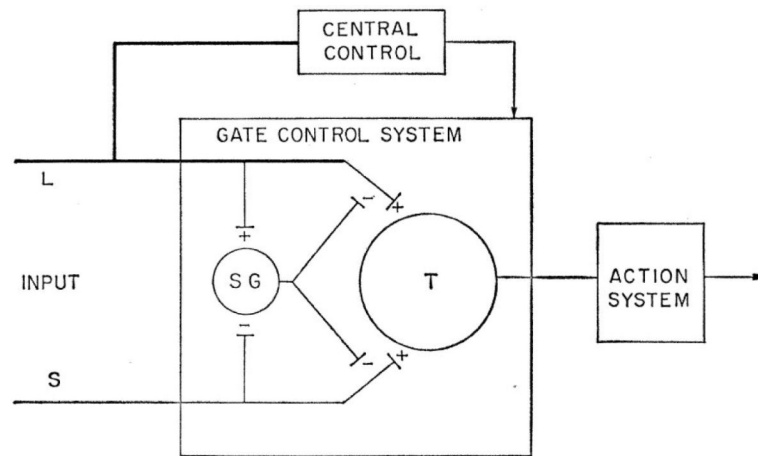 CENTRAL
CONTROL
GATE CONTROL SYSTEM
L
+
-
+
INPUT
SG
T
ACTION
SYSTEM
-
-
+
S